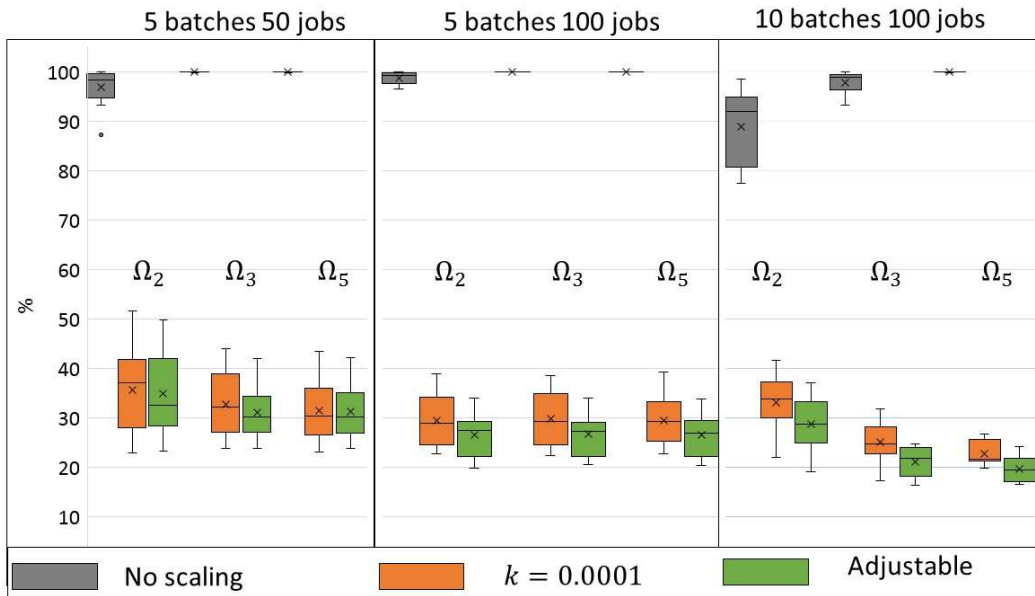 5 batches 50 jobs
5 batches 100 jobs
10 batches 100 jobs
100
90
80
70
60
50
40
30
20
10
%
Ω₂ Ω₃ Ω₅
Ω₂ Ω₃ Ω₅
Ω₂ Ω₃ Ω₅
No scaling
k = 0.0001
Adjustable